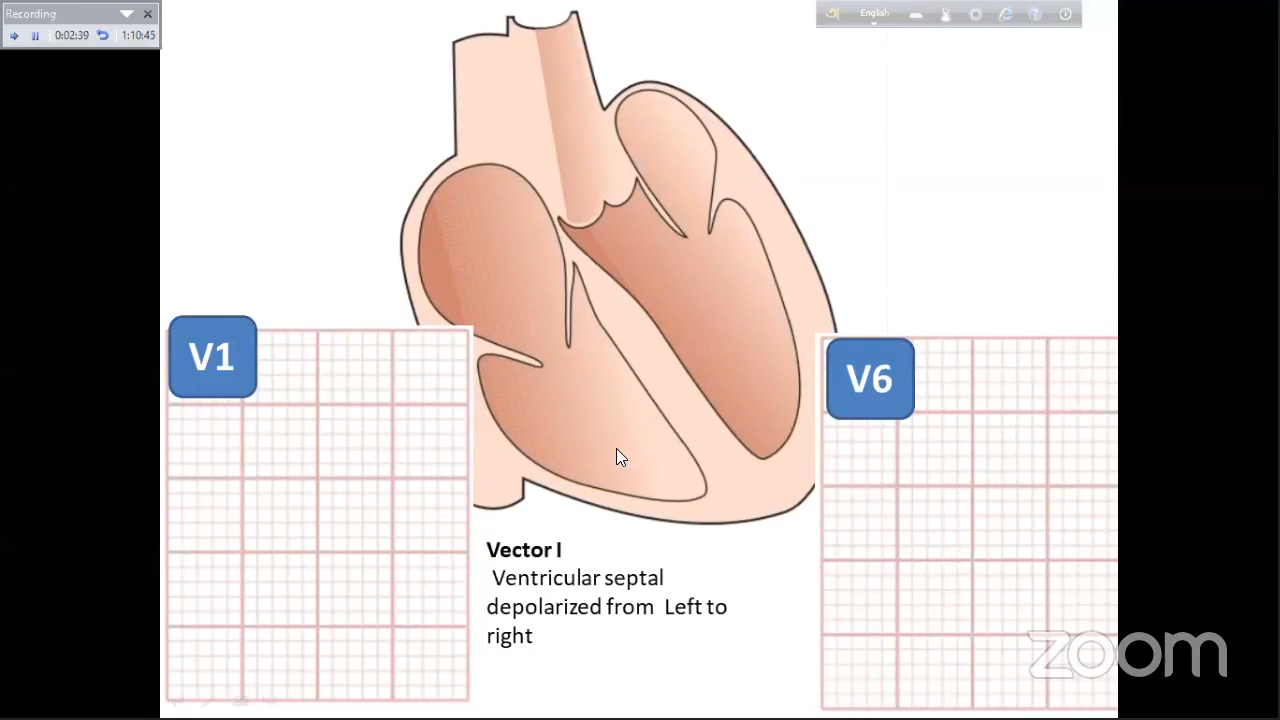 Recording
0:02:39
1:10:45
English
V1
V6
Vector I
Ventricular septal
depolarized from Left to
right
zoom